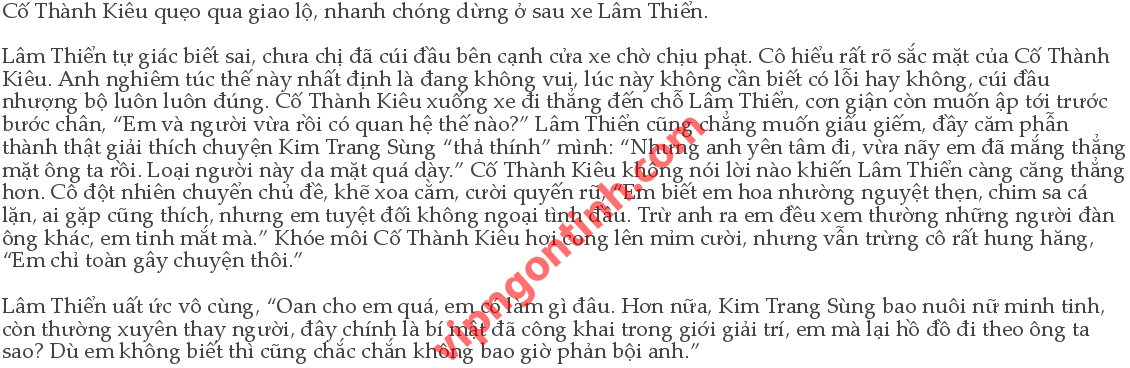 Cố Thành Kiêu quẹo qua giao lộ, nhanh chóng dừng ở sau xe Lâm Thiển.
Lâm Thiển tự giác biết sai, chưa chị đã cúi đầu bên cạnh cửa xe chờ chịu phạt. Cô hiểu rất rõ sắc mặt của Cố Thành
Kiêu. Anh nghiêm túc thế này nhất định là đang không vui, lúc này không cần biết có lỗi hay không, cúi đầu
nhượng bộ luôn luôn đúng. Cố Thành Kiêu xuống xe đi thẳng đến chỗ Lâm Thiển, cơn giận còn muốn ập tới trước
bước chân, “Em và người vừa rồi có quan hệ thế nào?” Lâm Thiển cũng chẳng muốn giấu giếm, đầy căm phẫn
thành thật giải thích chuyện Kim Trang Sùng “thả thính” mình: “Nhưng anh yên tâm đi, vừa nãy em đã mắng thẳng
mặt ông ta rồi. Loại người này da mặt quá dày.” Cố Thành Kiêu không nói lời nào khiến Lâm Thiển càng căng thẳng
hơn. Cô đột nhiên chuyển chủ đề, khẽ xoa cằm, cười quyến rũ, “Em biết em hoa nhường nguyệt thẹn, chim sa cá
lặn, ai gặp cũng thích, nhưng em tuyệt đối không ngoại tình đâu. Trừ anh ra em đều xem thường những người đàn
ông khác, em tinh mắt mà.” Khóe môi Cố Thành Kiêu hơi cong lên mỉm cười, nhưng vẫn trừng cô rất hung hăng,
“Em chỉ toàn gây chuyện thôi.”
Lâm Thiển uất ức vô cùng, “Oan cho em quá, em có làm gì đâu. Hơn nữa, Kim Trang Sùng bao nuôi nữ minh tinh,
còn thường xuyên thay người, đây chính là bí mật đã công khai trong giới giải trí, em mà lại hồ đồ đi theo ông ta
sao? Dù em không biết thì cũng chắc chắn không bao giờ phản bội anh.”
vipngontinh.com